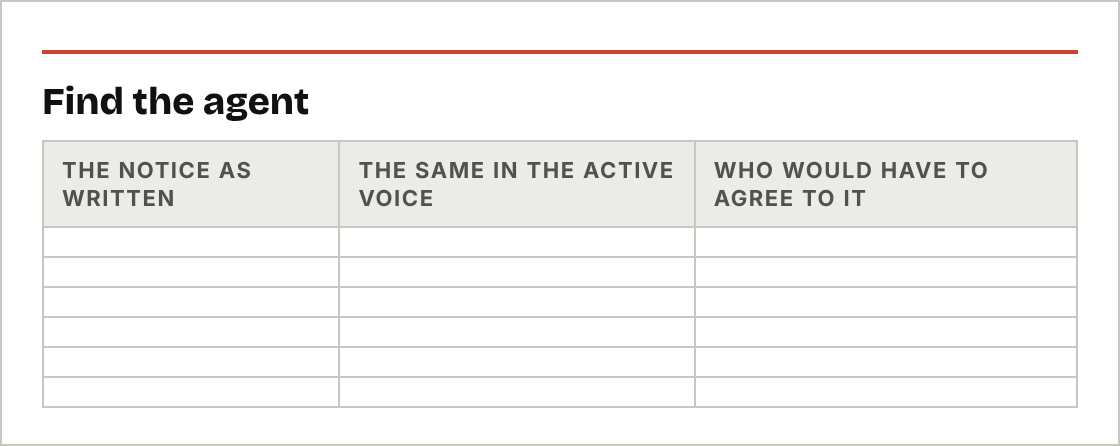 Find the agent
THE NOTICE AS
WRITTEN
THE SAME IN THE ACTIVE
VOICE
WHO WOULD HAVE TO
AGREE TO IT